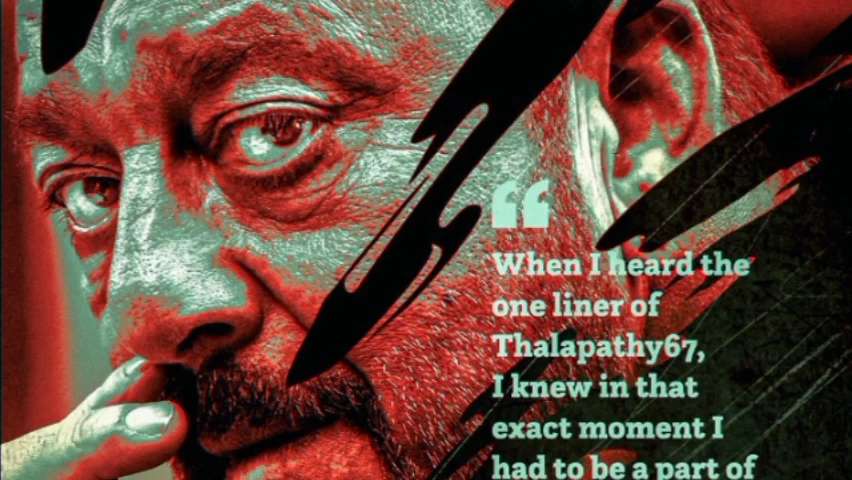 “
When I heard the
one liner of
Thalapathy67,
I knew in that
exact moment I
had to be a part of